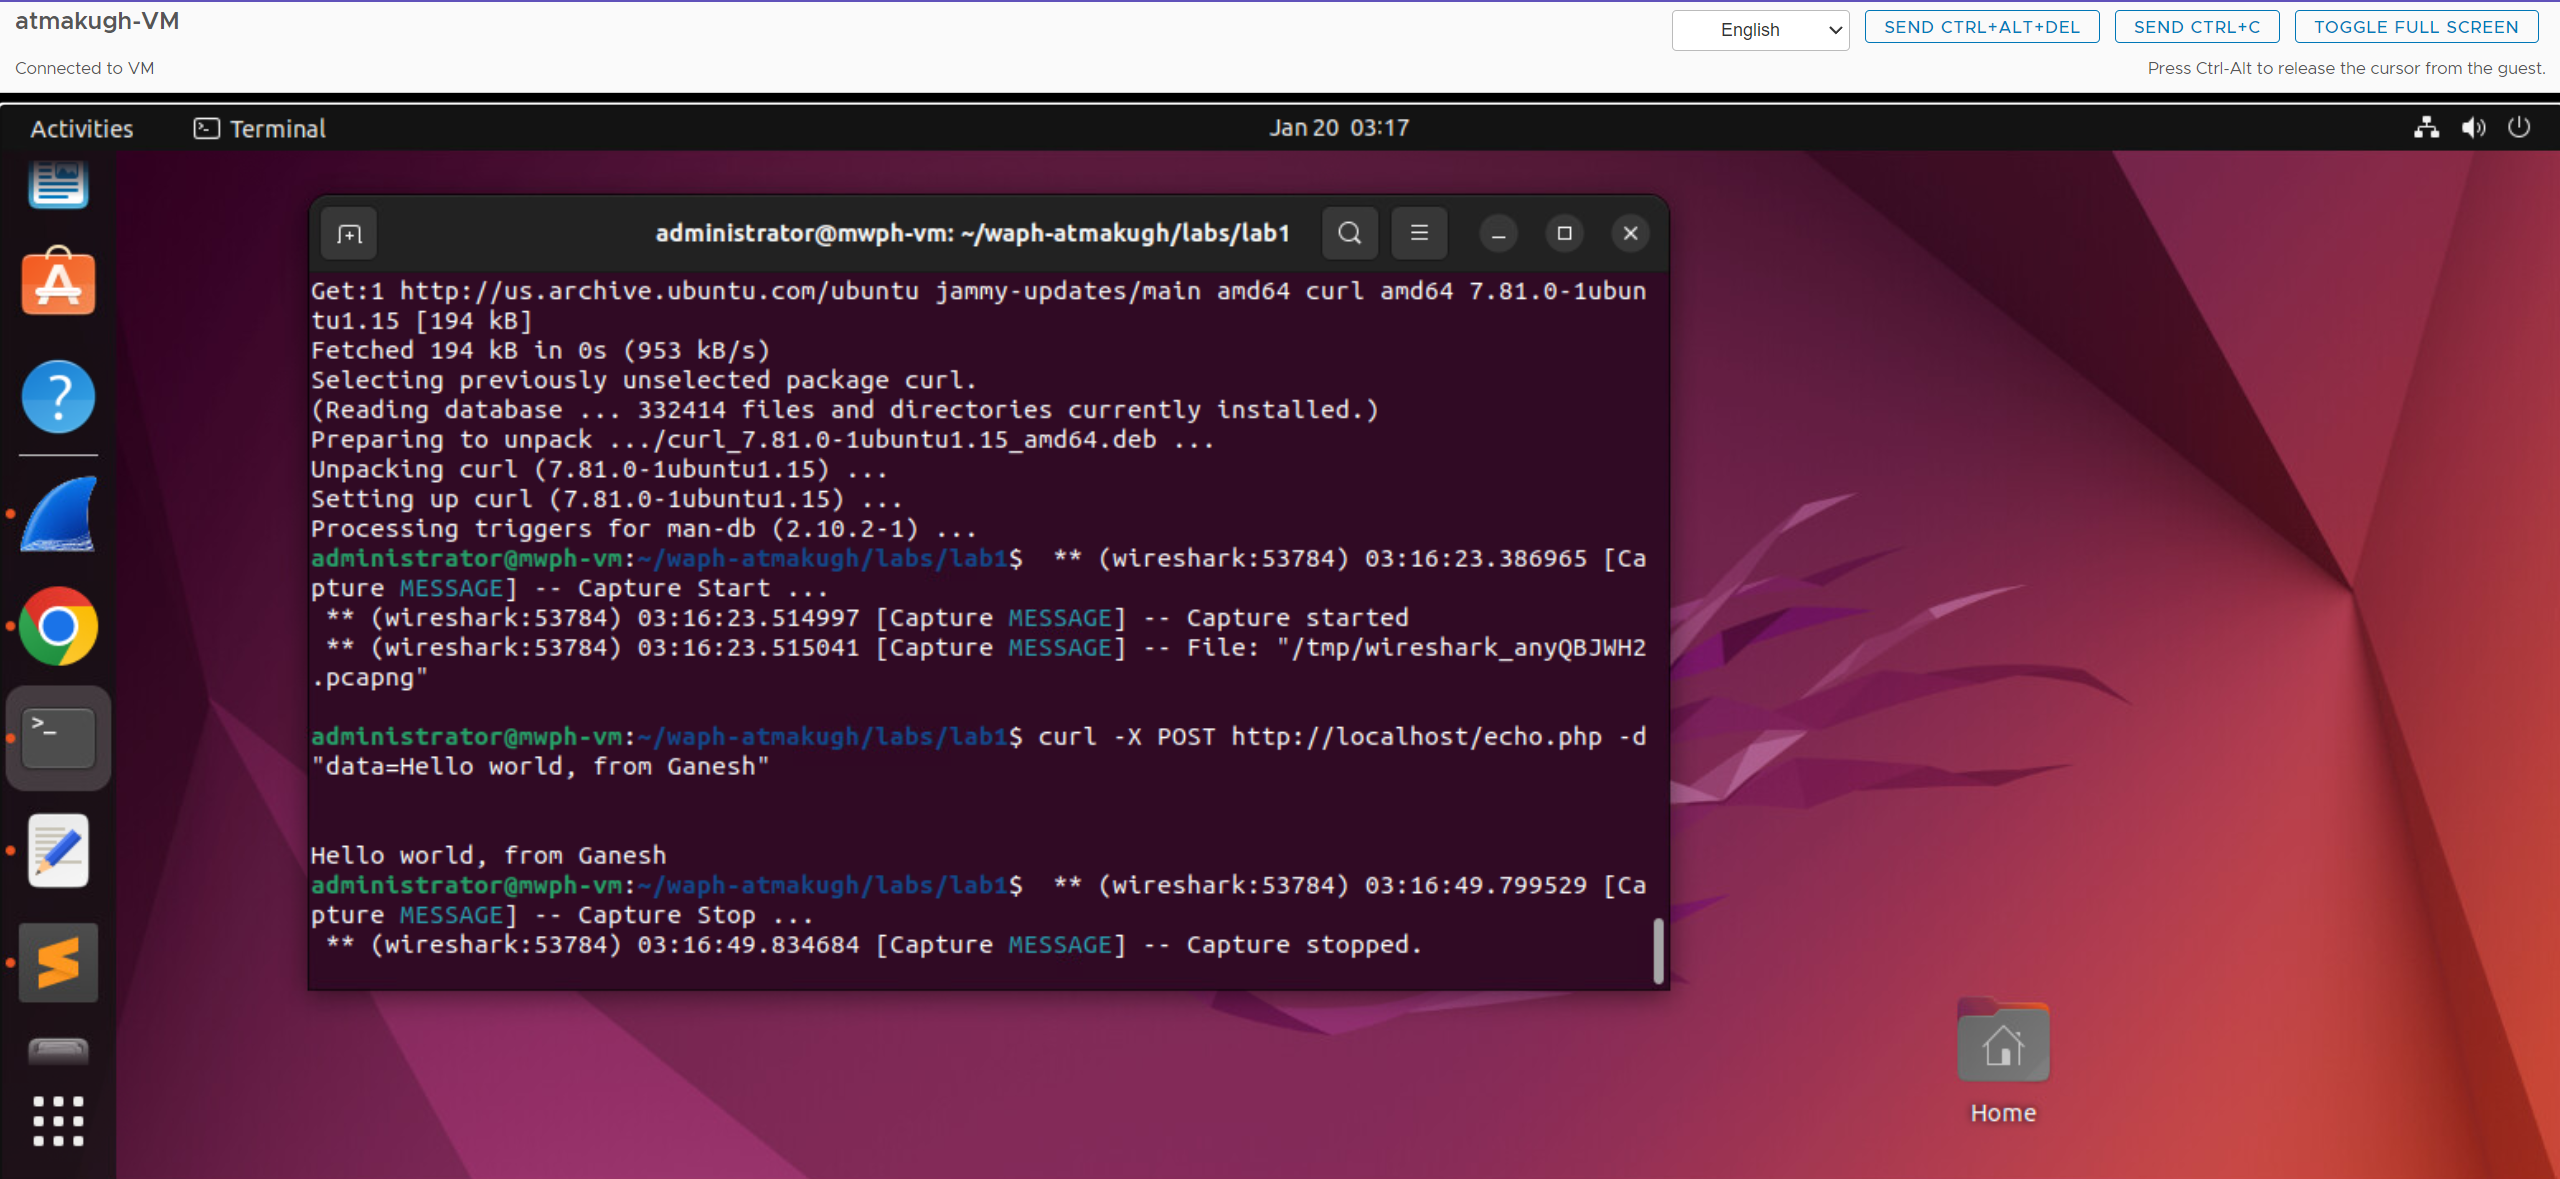 atmakugh-VM
English
SEND CTRL+ALT+DEL
SEND CTRL+C
TOGGLE FULL SCREEN
Connected to VM
Press Ctrl-Alt to release the cursor from the guest.
Activities
Terminal
Jan 20 03:17
administrator@mwph-vm: ~/waph-atmakugh/labs/lab1
Get:1 http://us.archive.ubuntu.com/ubuntu jammy-updates/main amd64 curl amd64 7.81.0-1ubun
tu1.15 [194 kB]
Fetched 194 kB in 0s (953 kB/s)
Selecting previously unselected package curl.
(Reading database ... 332414 files and directories currently installed.)
Preparing to unpack .../curl_7.81.0-1ubuntu1.15_amd64.deb ...
Unpacking curl (7.81.0-1ubuntu1.15) ...
Setting up curl (7.81.0-1ubuntu1.15) ...
Processing triggers for man-db (2.10.2-1) ...
administrator@mwph-vm:~/waph-atmakugh/labs/lab1$  ** (wireshark:53784) 03:16:23.386965 [Ca
pture MESSAGE] -- Capture Start ...
 ** (wireshark:53784) 03:16:23.514997 [Capture MESSAGE] -- Capture started
 ** (wireshark:53784) 03:16:23.515041 [Capture MESSAGE] -- File: "/tmp/wireshark_anyQBJWH2
.pcapng"
administrator@mwph-vm:~/waph-atmakugh/labs/lab1$ curl -X POST http://localhost/echo.php -d
"data=Hello world, from Ganesh"
Hello world, from Ganesh
administrator@mwph-vm:~/waph-atmakugh/labs/lab1$  ** (wireshark:53784) 03:16:49.799529 [Ca
pture MESSAGE] -- Capture Stop ...
 ** (wireshark:53784) 03:16:49.834684 [Capture MESSAGE] -- Capture stopped.
Home